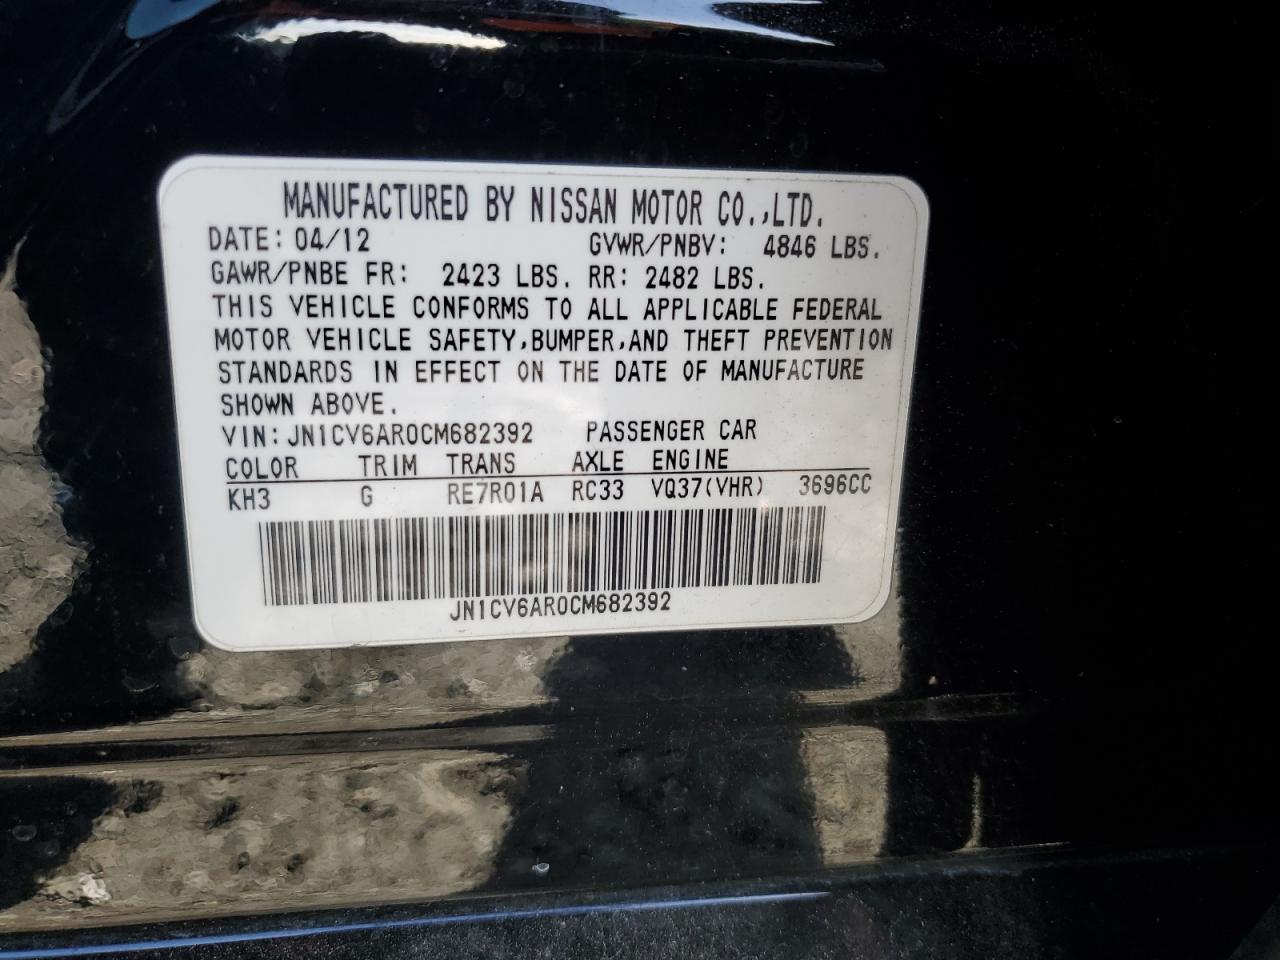 MANUFACTURED BY NISSAN MOTOR CO.,LTD.
DATE: 04/12 GVWR/PNBV: 4846 LBS.
GAWR/PNBE FR: 2423 LBS. RR: 2482 LBS.
THIS VEHICLE CONFORMS TO ALL APPLICABLE FEDERAL
MOTOR VEHICLE SAFETY,BUMPER,AND THEFT PREVENTION
STANDARDS IN EFFECT ON THE DATE OF MANUFACTURE
SHOWN ABOVE.
VIN: JN1CV6AR0CM682392 PASSENGER CAR
COLOR TRIM TRANS AXLE ENGINE
KH3 G RE7R01A RC33 VQ37(VHR) 3696CC
JN1CV6AR0CM682392